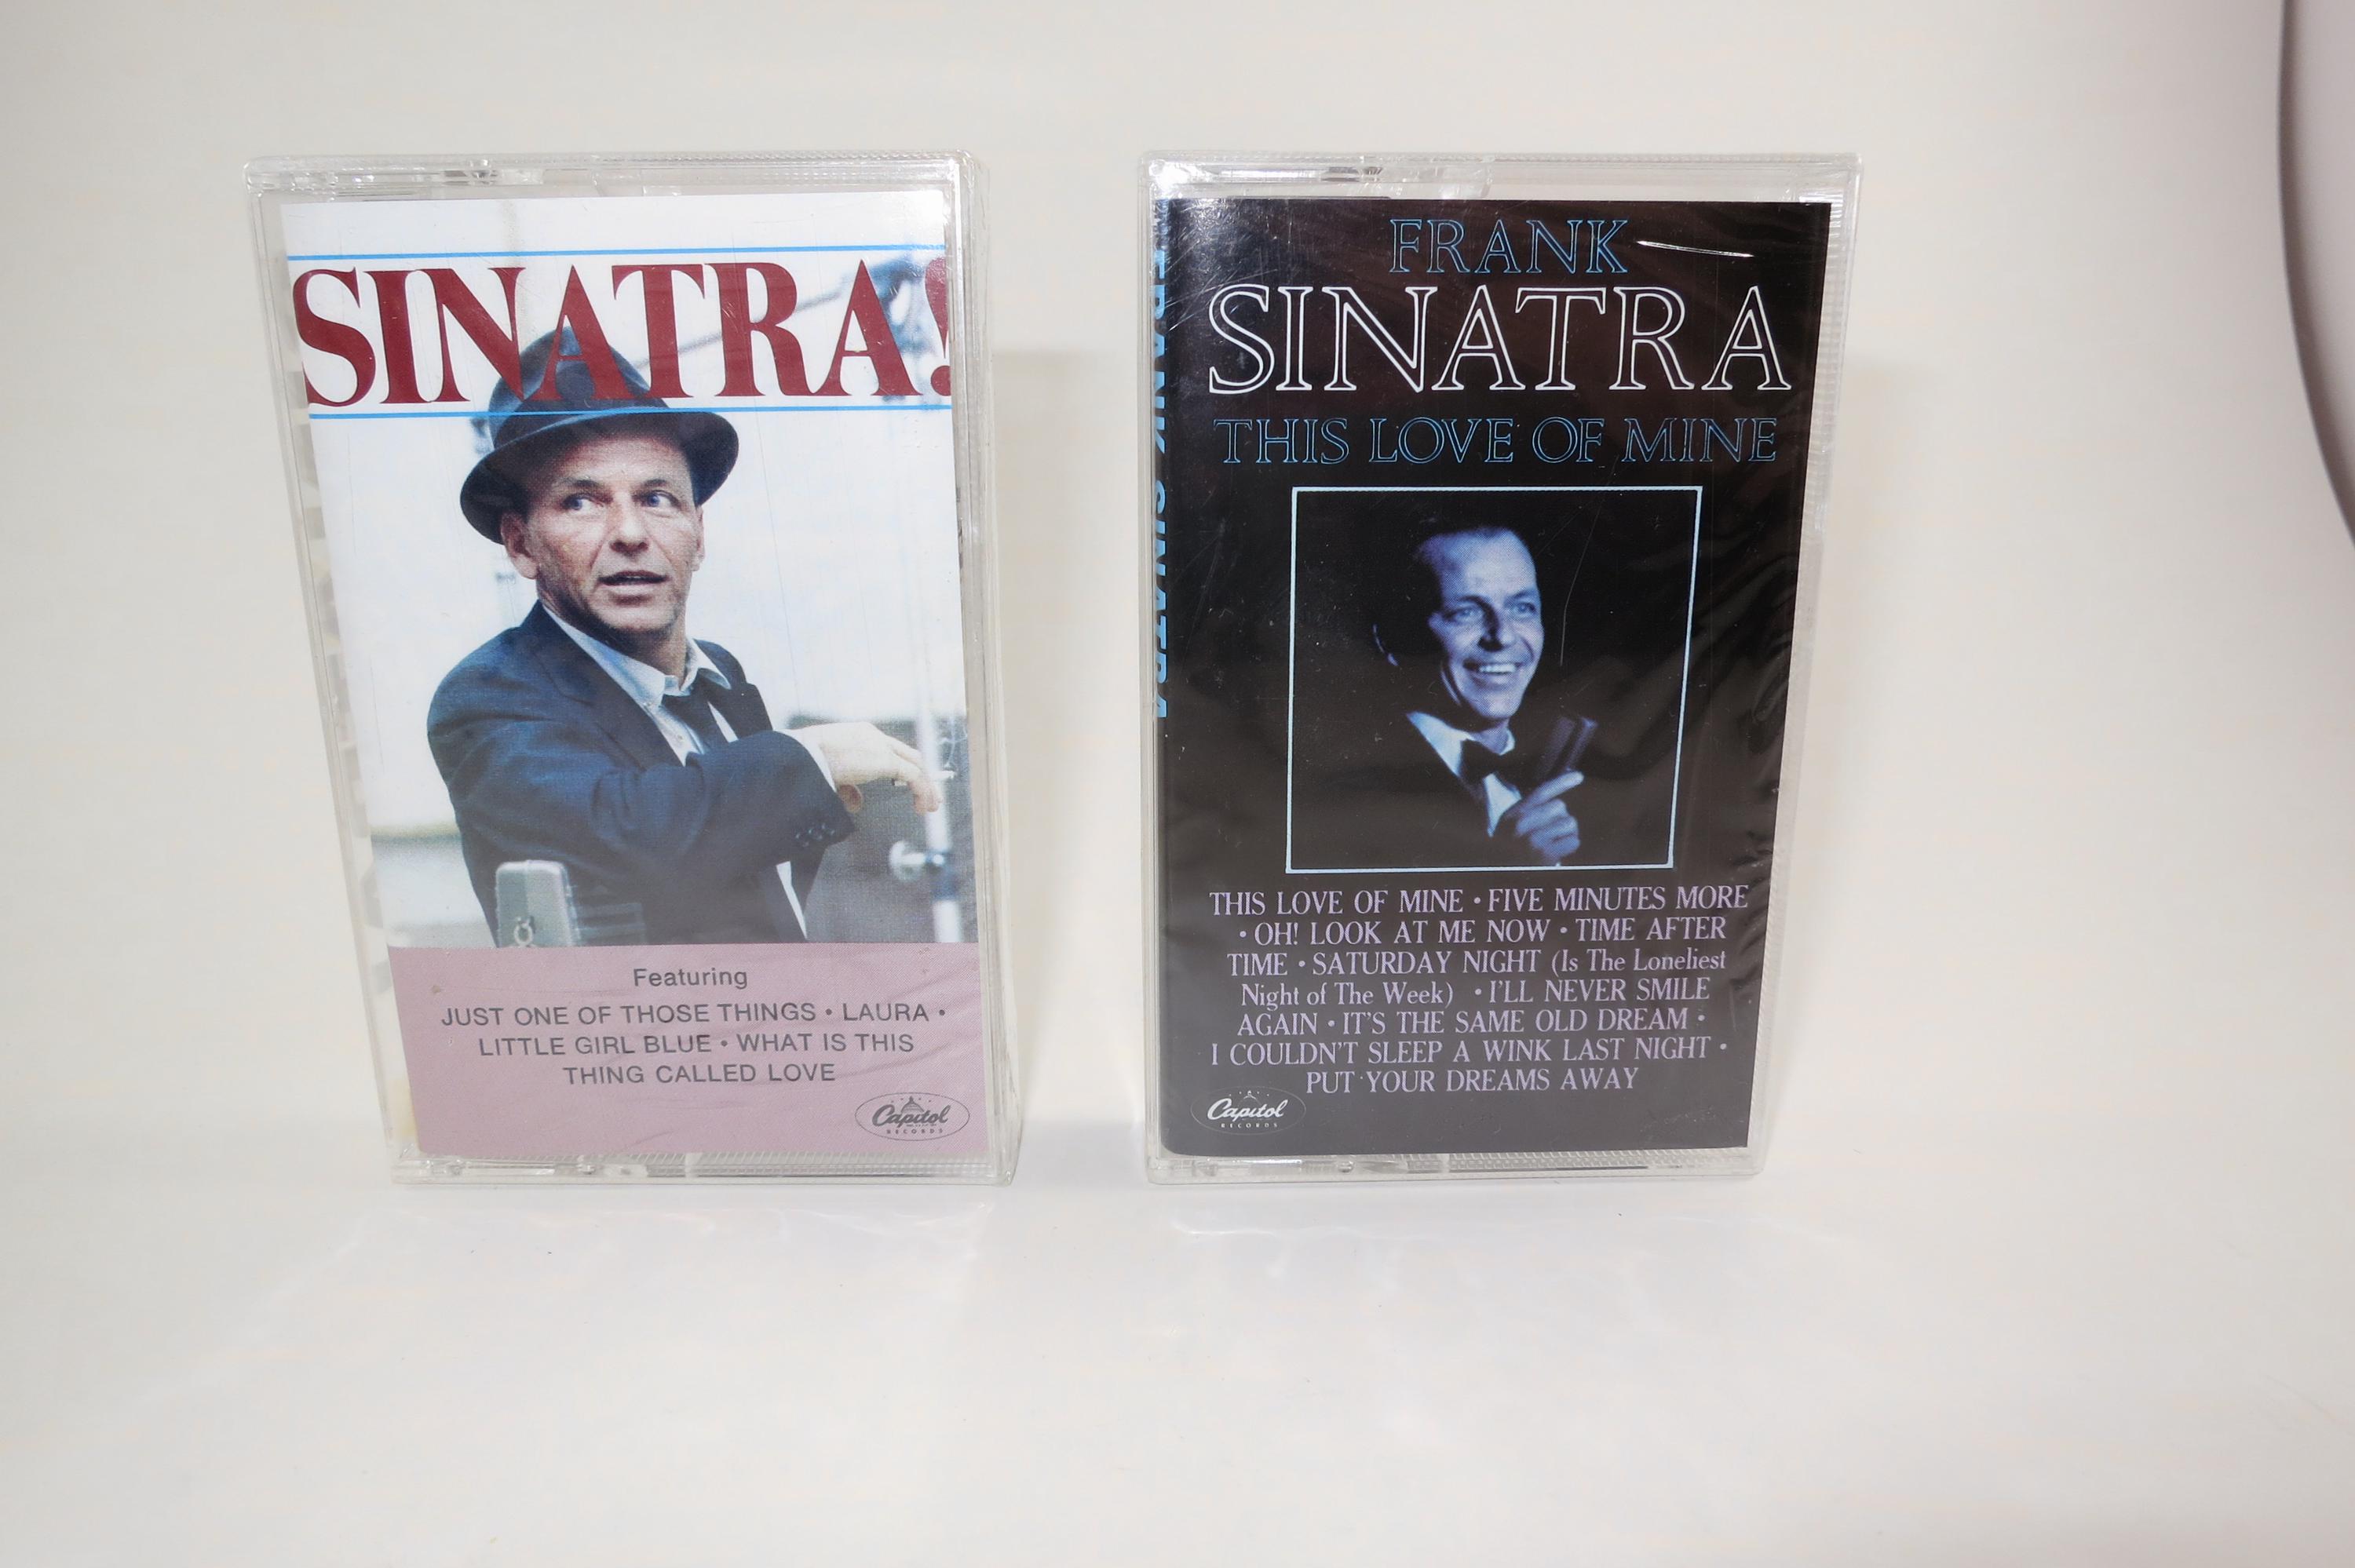 SINATRA!
Featuring
JUST ONE OF THOSE THINGS • LAURA •
LITTLE GIRL BLUE • WHAT IS THIS
THING CALLED LOVE
Capitol
RECORDS
FRANK SINATRA
FRANK
SINATRA
THIS LOVE OF MINE
THIS LOVE OF MINE • FIVE MINUTES MORE
• OH! LOOK AT ME NOW • TIME AFTER
TIME • SATURDAY NIGHT (Is The Loneliest
Night of The Week) • I'LL NEVER SMILE
AGAIN • IT'S THE SAME OLD DREAM •
I COULDN'T SLEEP A WINK LAST NIGHT •
PUT YOUR DREAMS AWAY
Capitol
RECORDS